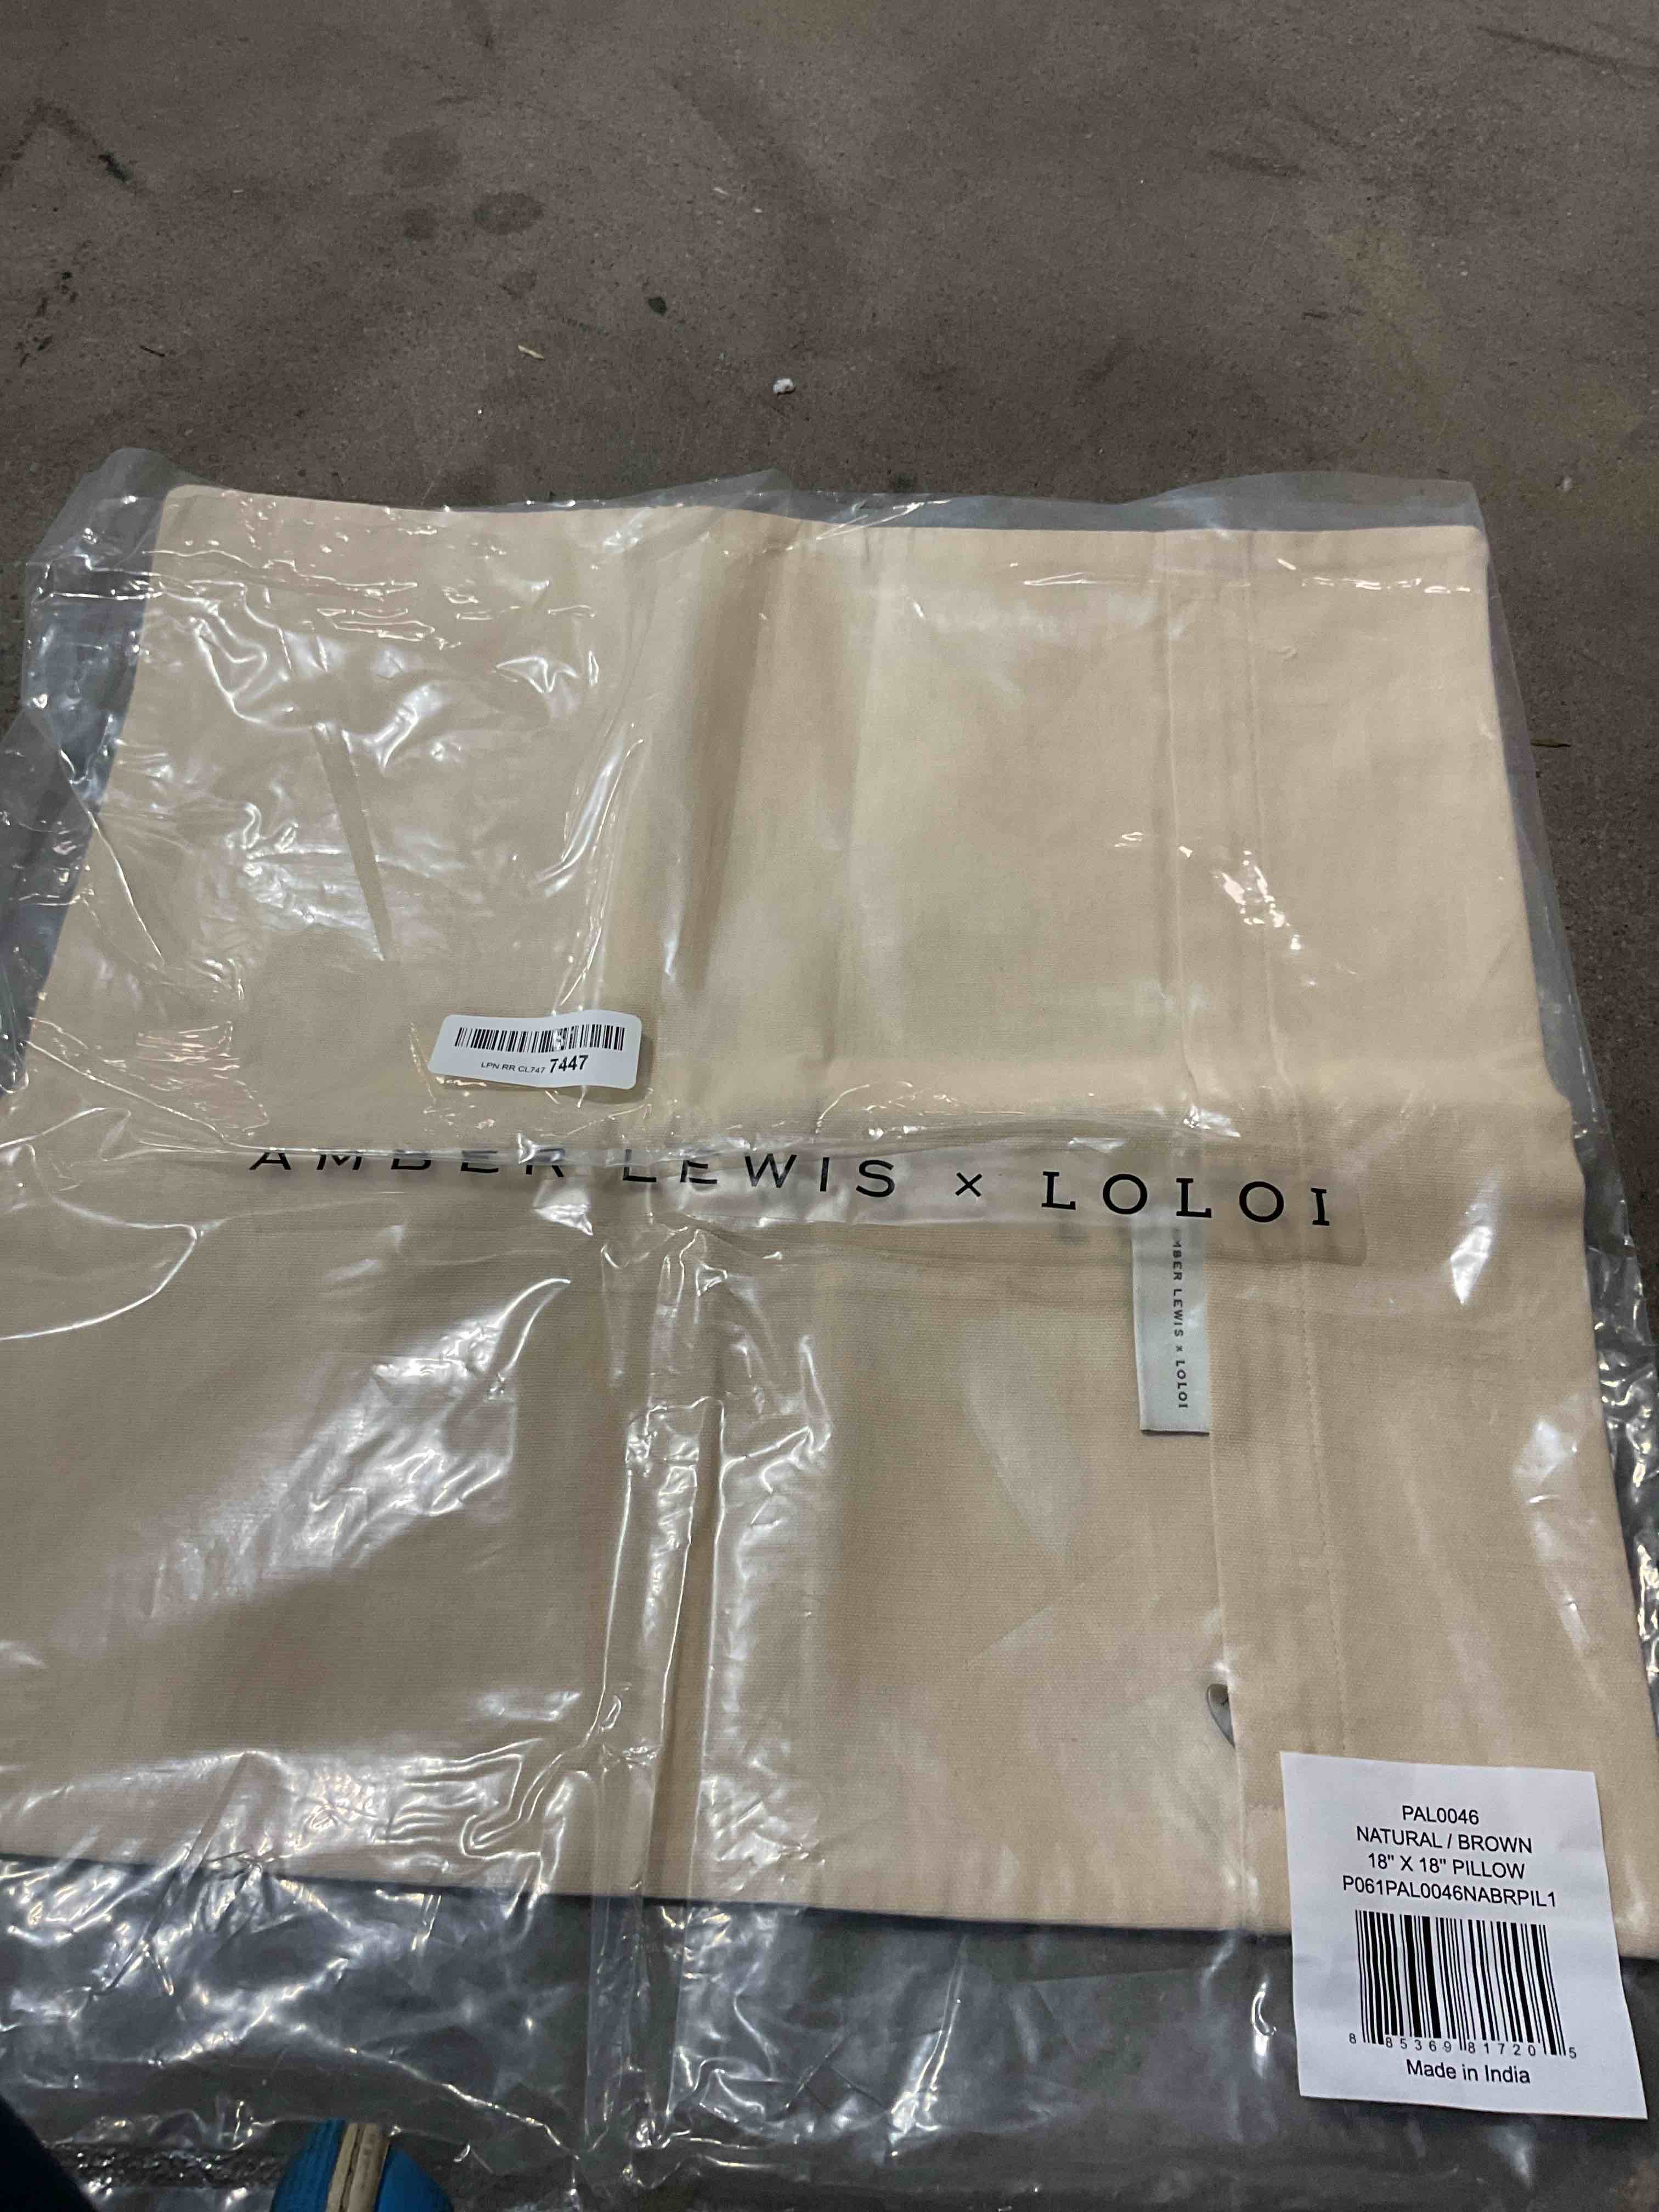 LPN RR CL747 7447
AMBER LEWIS × LOLOI
MBER LEWIS x LOLOI
PAL0046
NATURAL / BROWN
18" X 18" PILLOW
P061PAL0046NABRPIL1
8 85369 81720 5
Made in India